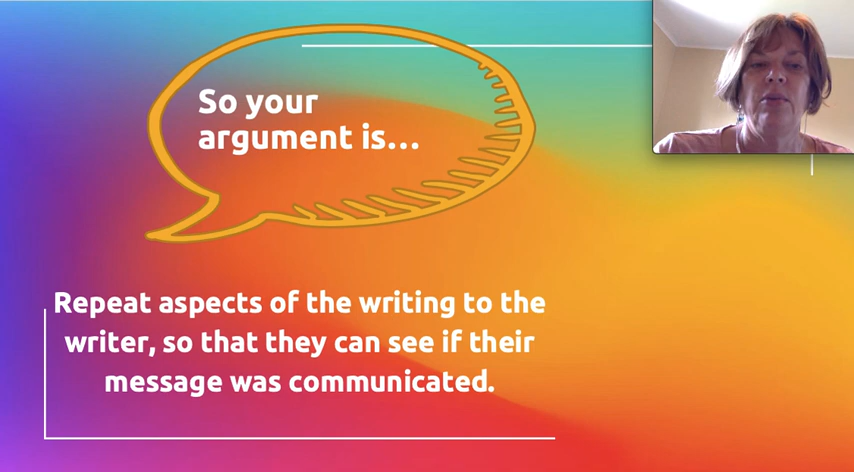 So your
argument is...
Repeat aspects of the writing to the
writer, so that they can see if their
message was communicated.